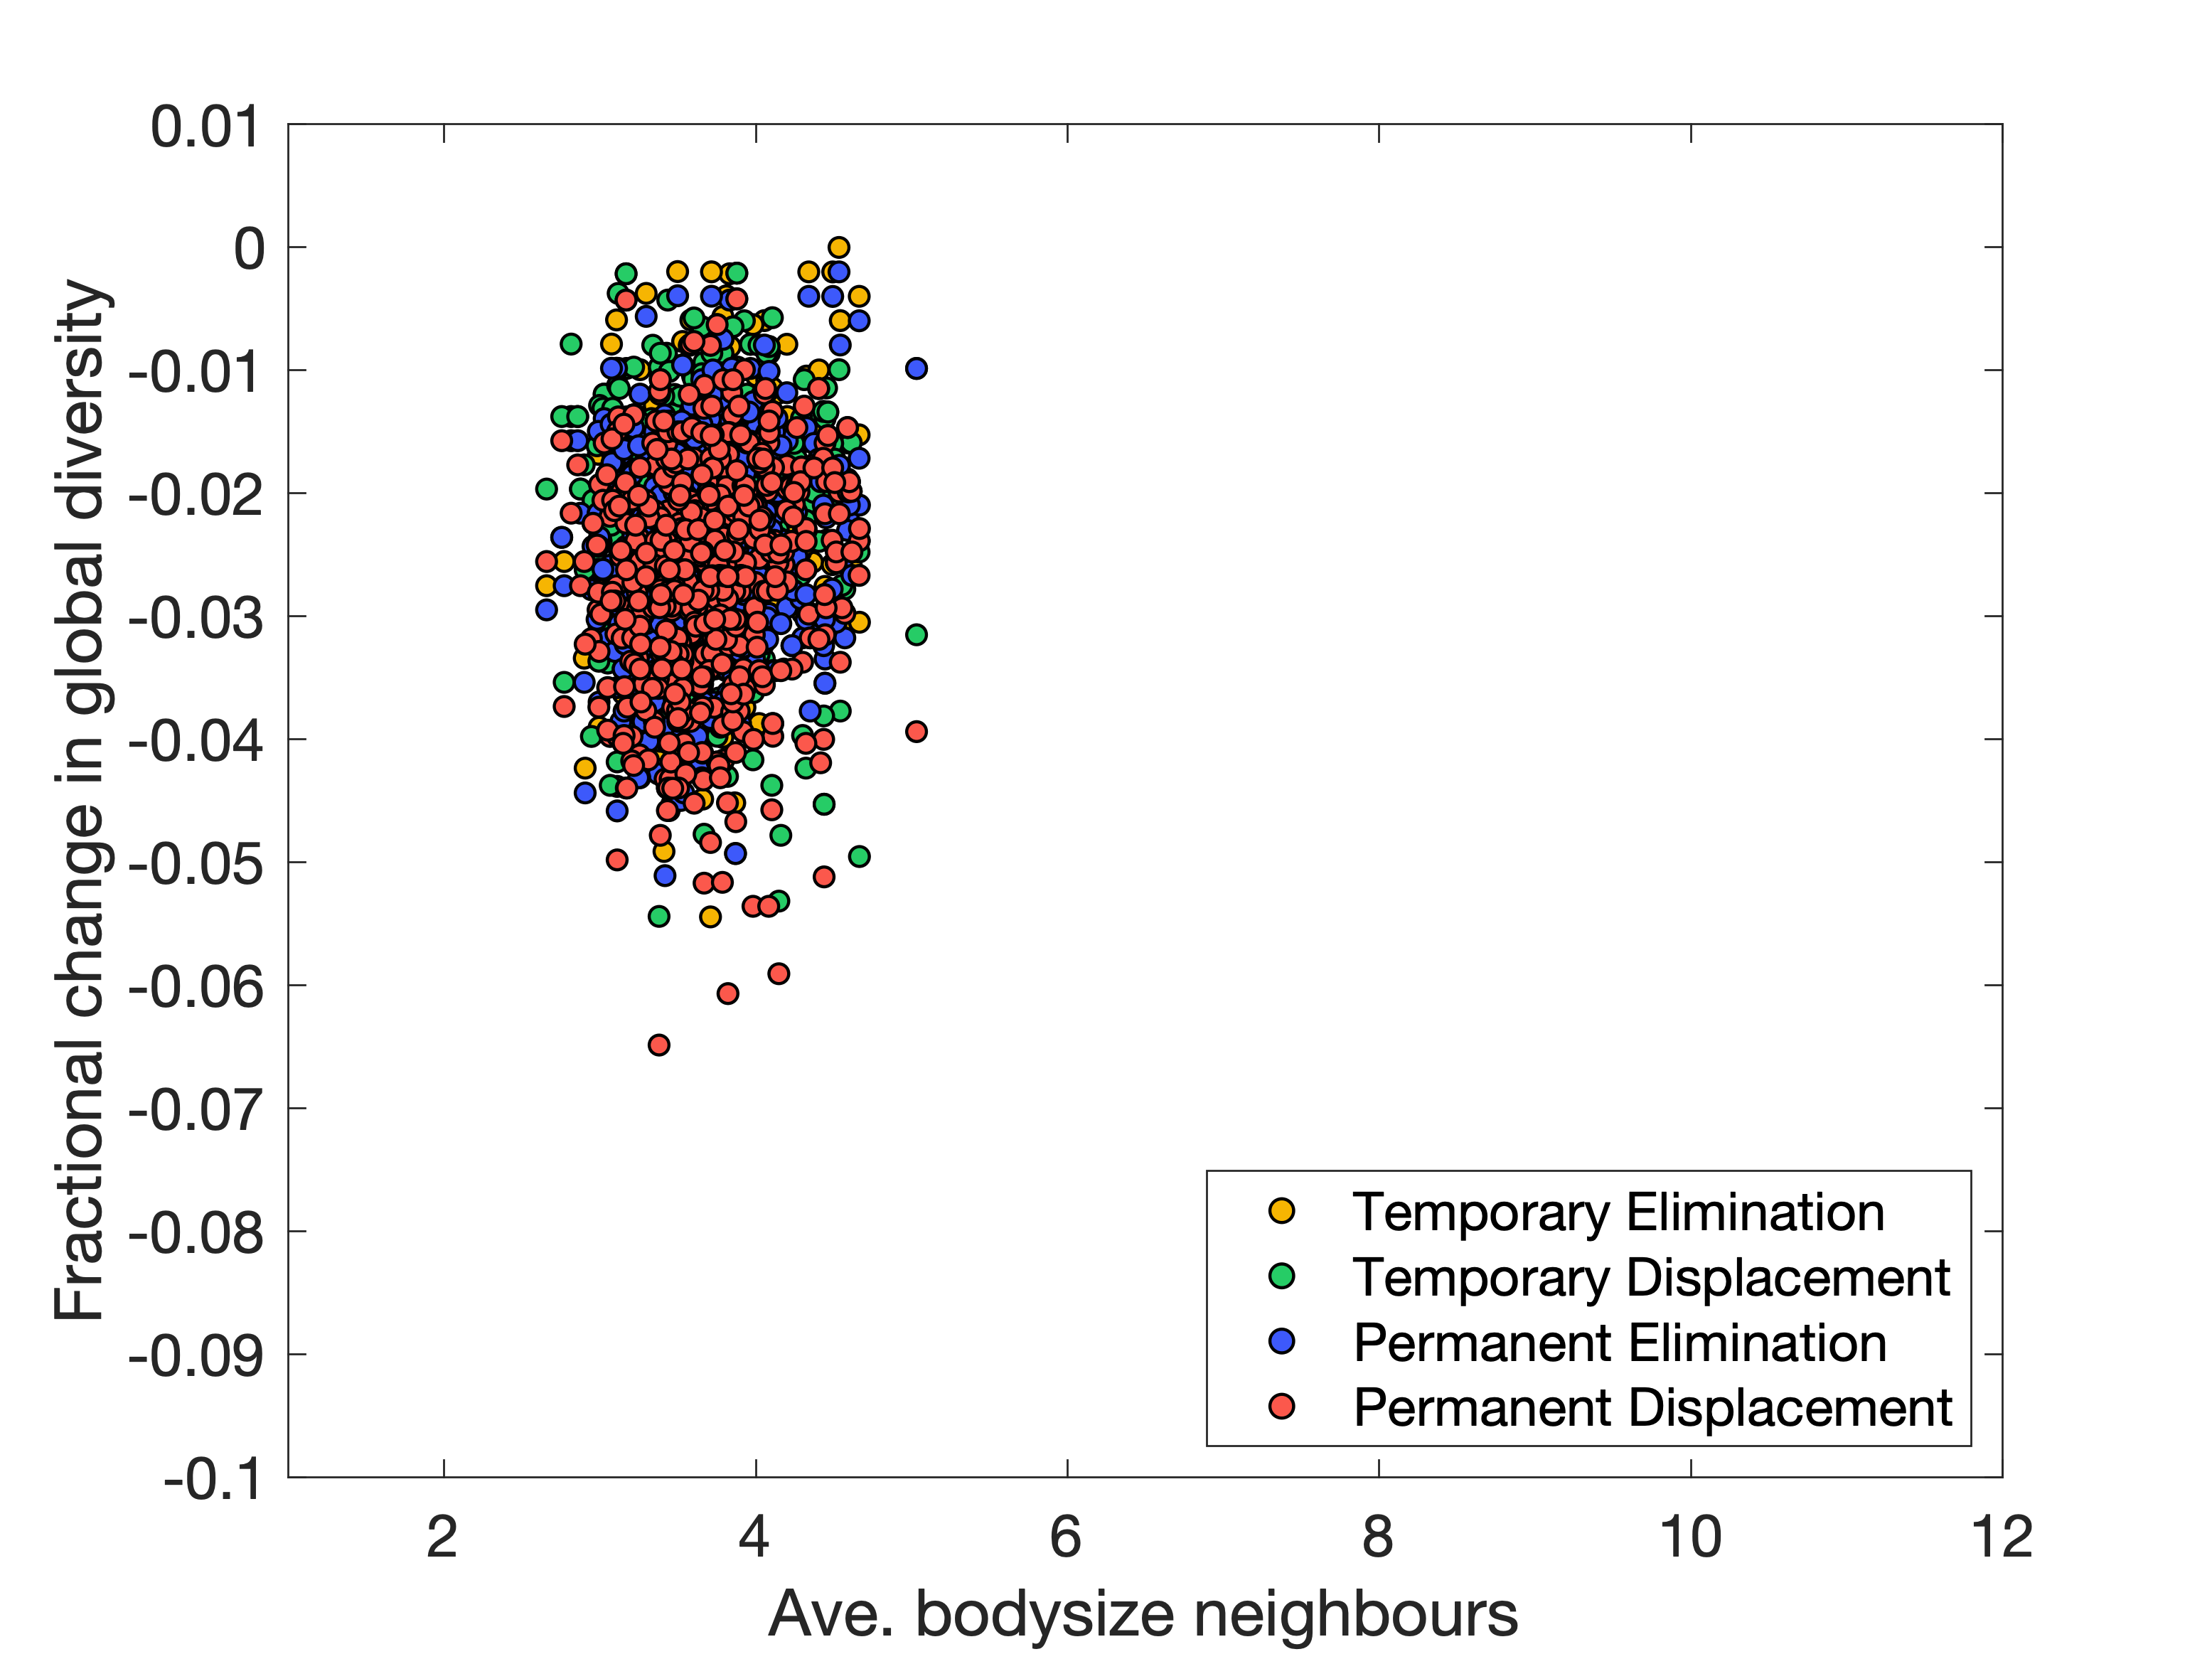 0.01
0
-0.01
-0.02
-0.03
-0.04
-0.05
-0.06
-0.07
-0.08
-0.09
-0.1
Fractional change in global diversity
2 4 6 8 10 12
Ave. bodysize neighbours
Temporary Elimination
Temporary Displacement
Permanent Elimination
Permanent Displacement